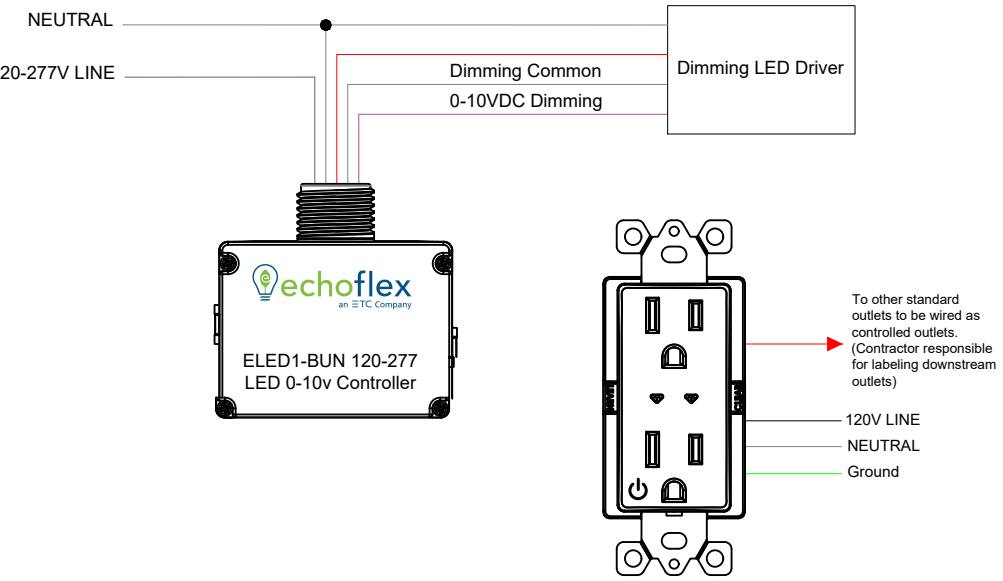 NEUTRAL
20-277V LINE
Dimming Common
0-10VDC Dimming
Dimming LED Driver
echoflex
an ETC Company
ELED1-BUN 120-277
LED 0-10v Controller
To other standard
outlets to be wired as
controlled outlets.
(Contractor responsible
for labeling downstream
outlets)
120V LINE
NEUTRAL
Ground
CLEAR